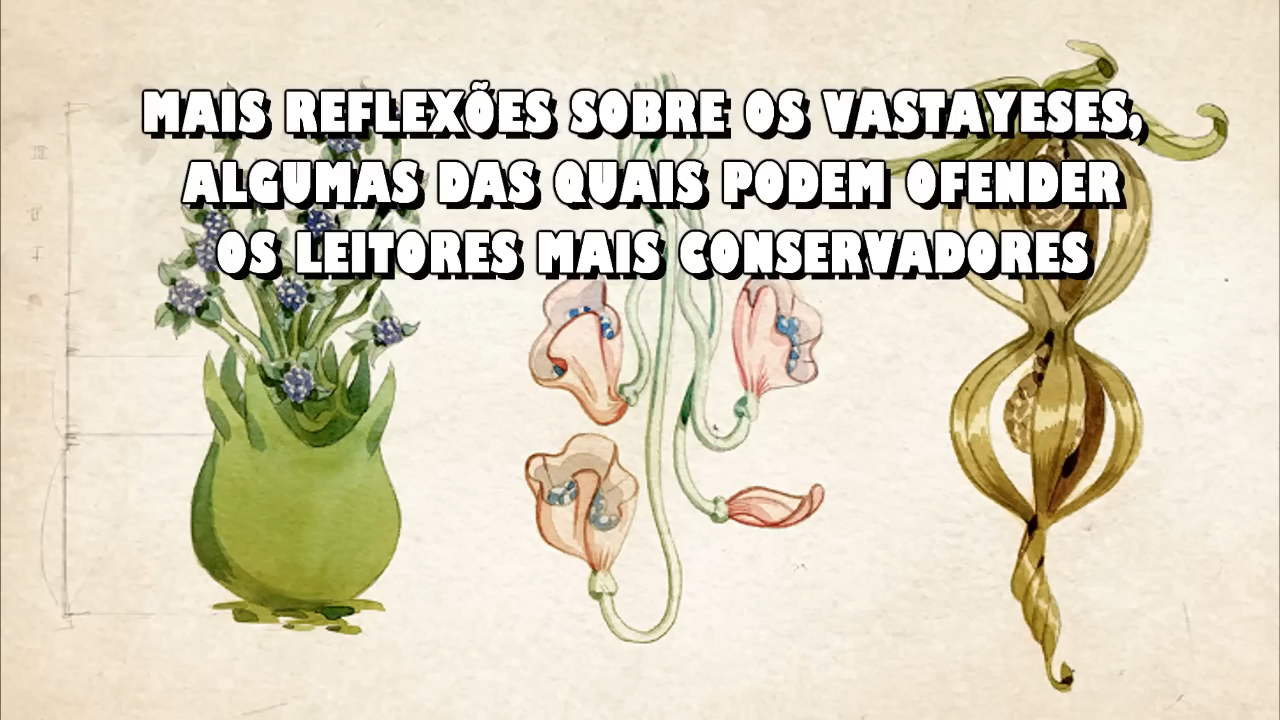 MAIS REFLEXÕES SOBRE OS VASTAYESES,
ALGUMAS DAS QUAIS PODEM OFENDER
OS LEITORES MAIS CONSERVADORES